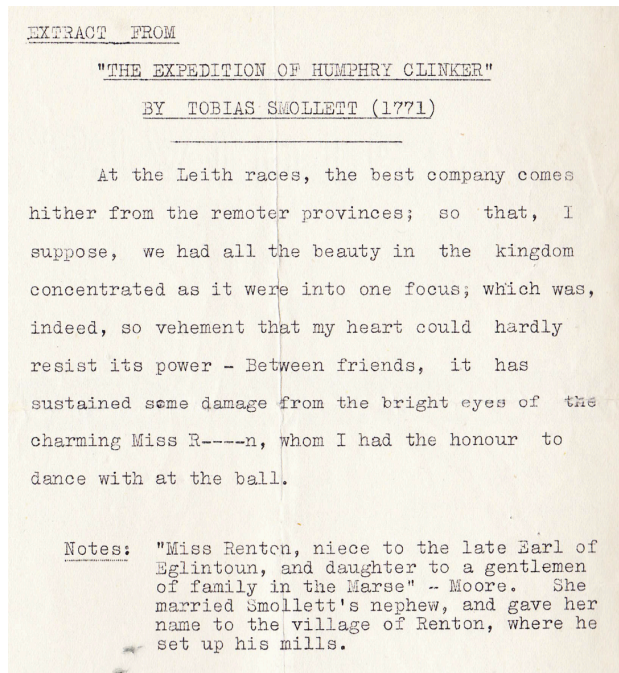 EXTRACT FROM
"THE EXPEDITION OF HUMPHRY CLINKER"
BY TOBIAS SMOLLETT (1771)
At the Leith races, the best company comes
hither from the remoter provinces; so that, I
suppose, we had all the beauty in the kingdom
concentrated as it were into one focus; which was,
indeed, so vehement that my heart could hardly
resist its power - Between friends, it has
sustained some damage from the bright eyes of the
charming Miss R----n, whom I had the honour to
dance with at the ball.
Notes: "Miss Renton, niece to the late Earl of
Eglintoun, and daughter to a gentlemen
of family in the Marse" - Moore. She
married Smollett's nephew, and gave her
name to the village of Renton, where he
set up his mills.